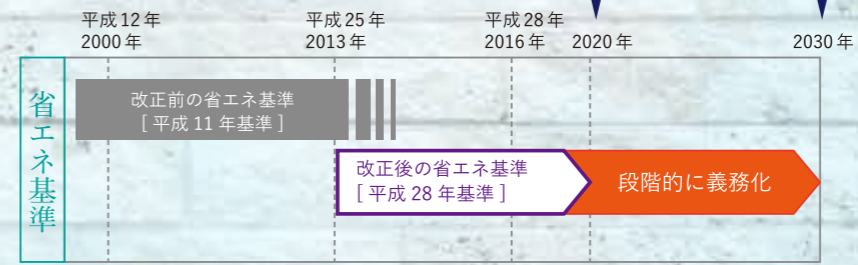 平成12年
2000年
平成25年
2013年
平成28年
2016年
2020年
2030年
省エネ基準
改正前の省エネ基準
[ 平成 11 年基準 ]
改正後の省エネ基準
[ 平成 28 年基準 ]
段階的に義務化